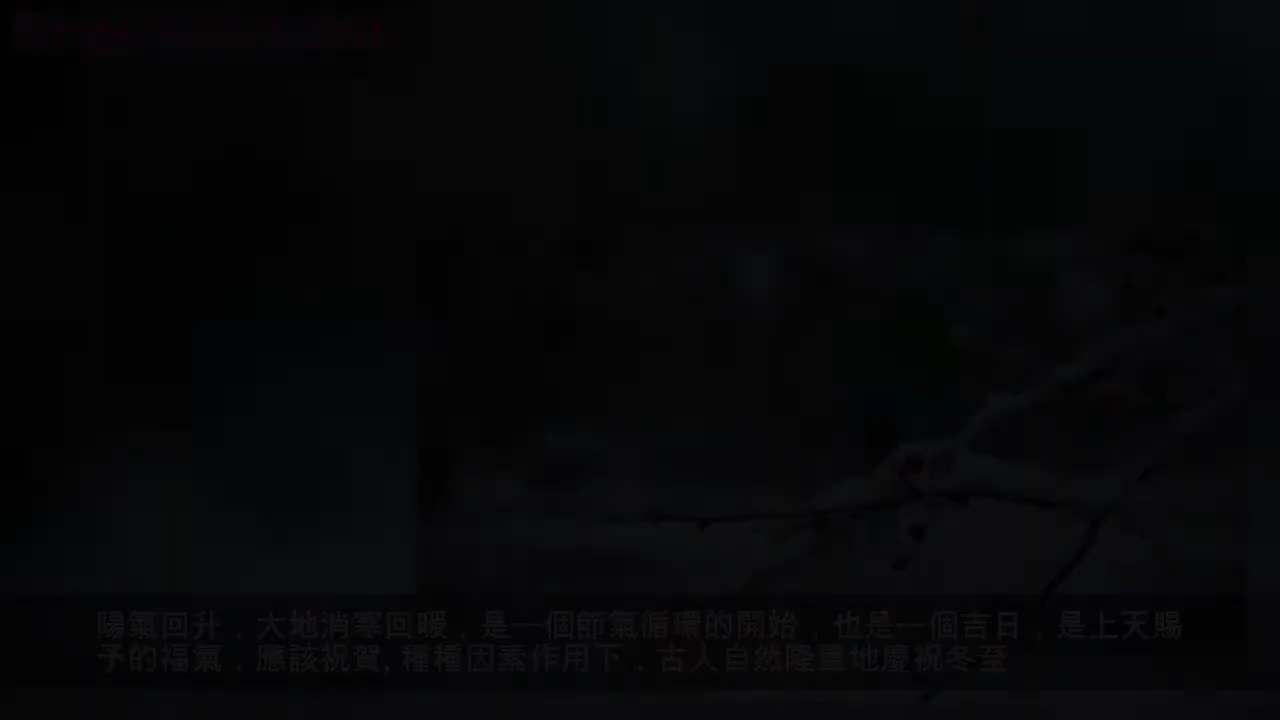 陽氣回升，大地消寒回暖，是一個節氣循環的開始，也是一個吉日，是上天賜
予的福氣，應該祝賀,種種因素作用下，古人自然隆重地慶祝冬至